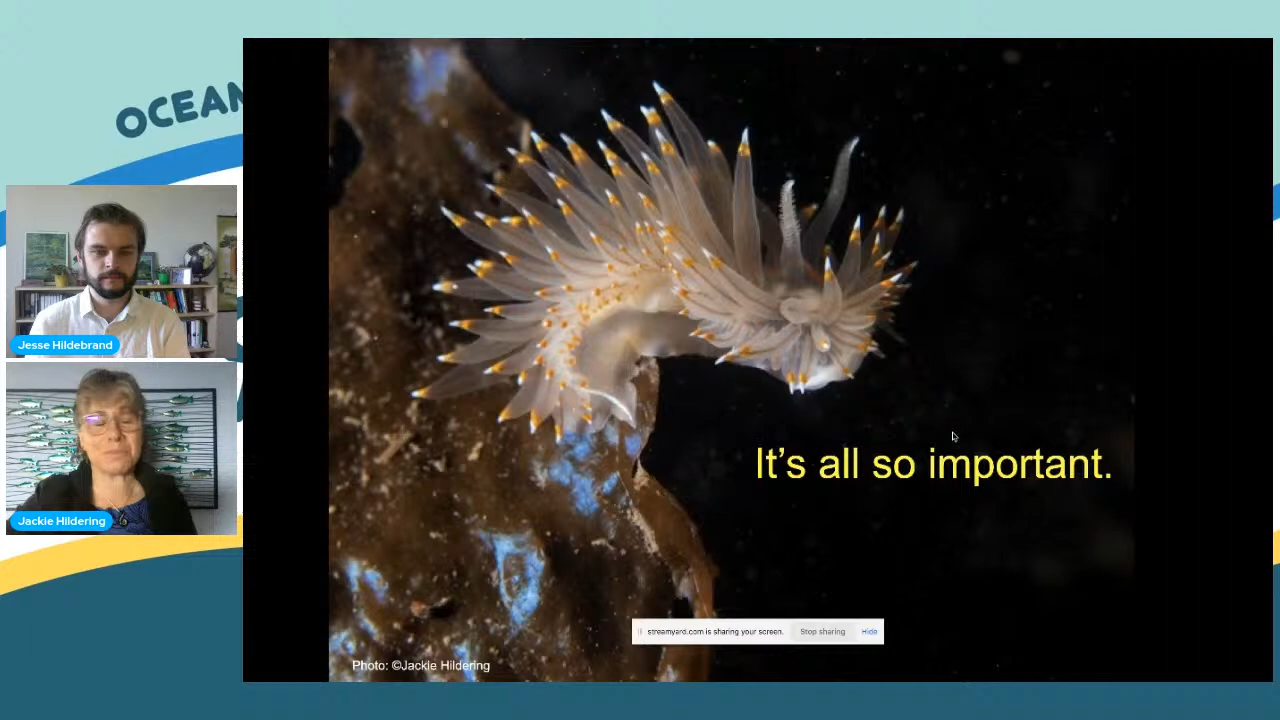 OCEAN
Jesse Hildebrand
Jackie Hildering
It's all so important.
streamyard.com is sharing your screen.
Stop sharing
Hide
Photo: ©Jackie Hildering